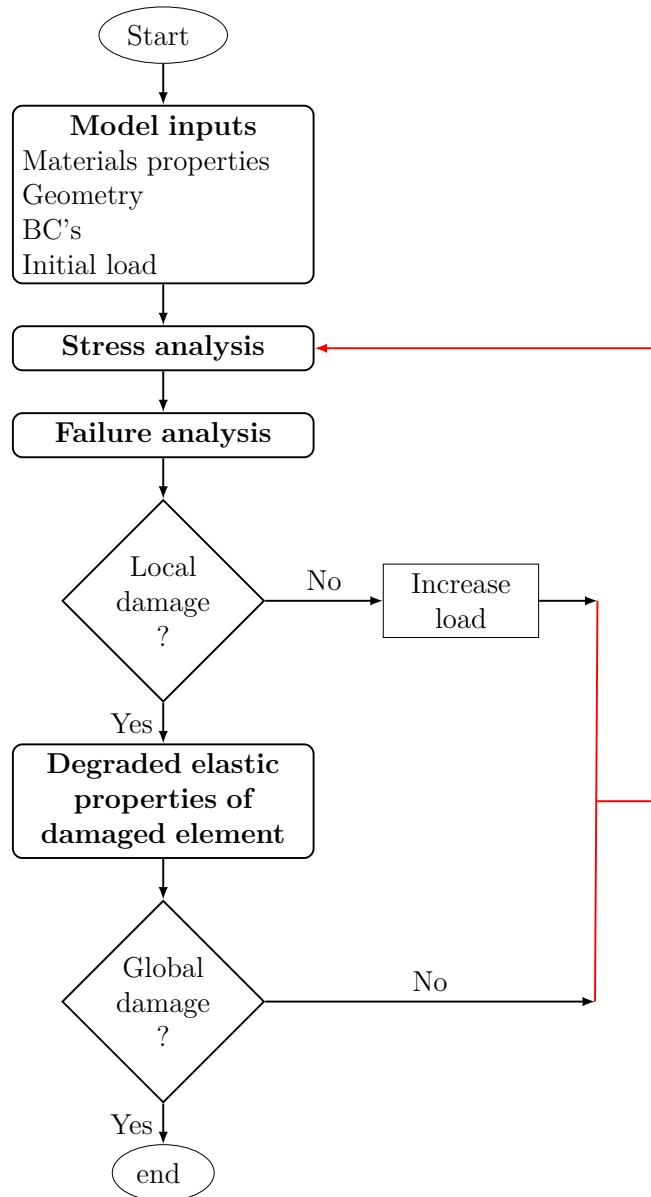 Start
Model inputs
Materials properties
Geometry
BC's
Initial load
Stress analysis
Failure analysis
Local
damage
?
No
Increase
load
Yes
Degraded elastic
properties of
damaged element
Global
damage
?
No
Yes
end